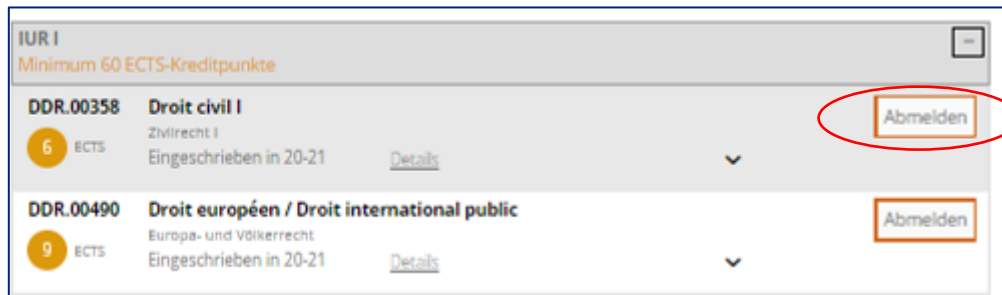 IUR I
Minimum 60 ECTS-Kreditpunkte
DDR.00358 Droit civil I
Zivilrecht I
6 ECTS
Eingeschrieben in 20-21 Details
Abmelden
DDR.00490 Droit européen / Droit international public
Europa- und Völkerrecht
9 ECTS
Eingeschrieben in 20-21 Details
Abmelden